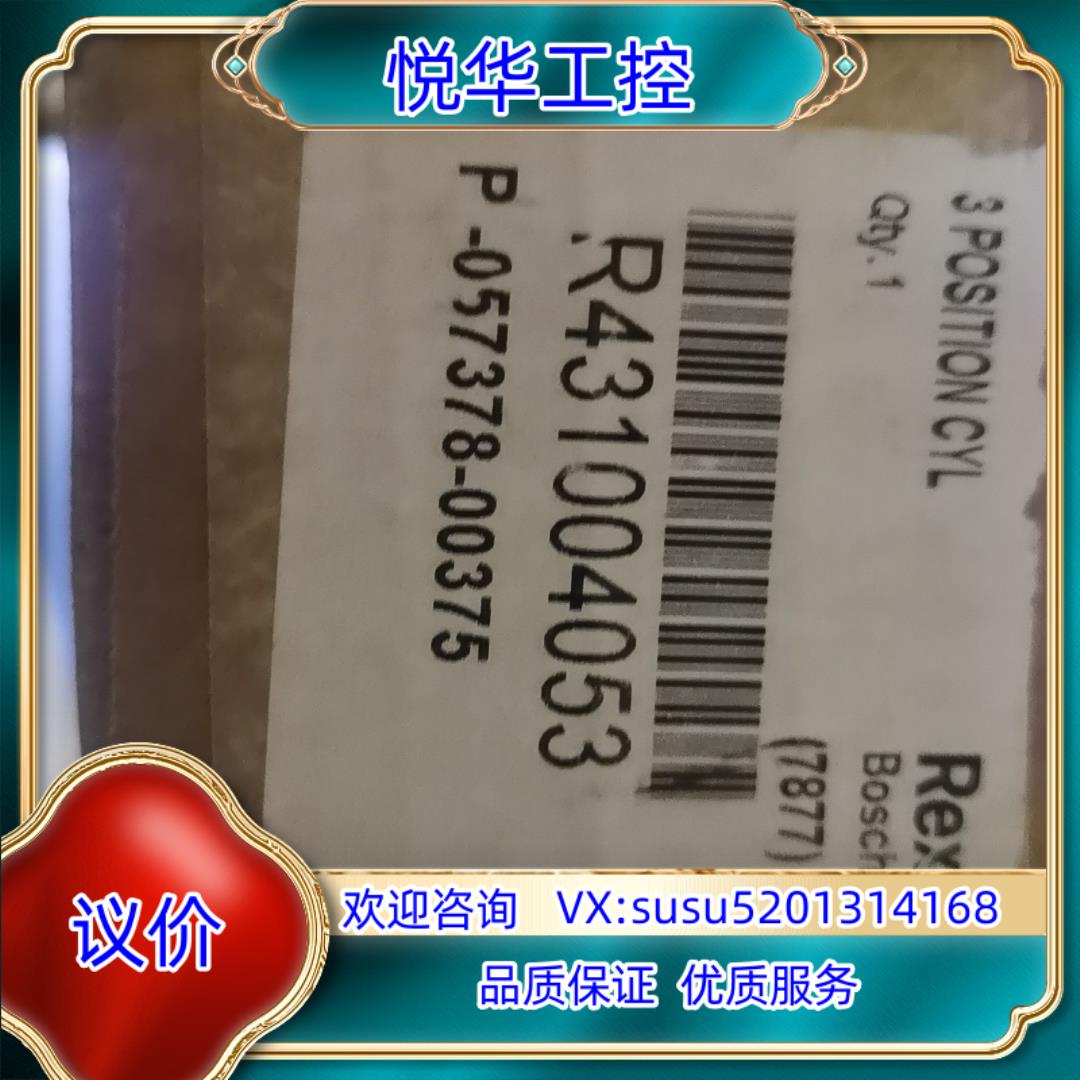 悦华工控
3 POSITION CYL
Qty. 1
R431004053
P -057378-00375
Rex
Bosch
(7877)
议价
欢迎咨询 VX:susu5201314168
品质保证 优质服务